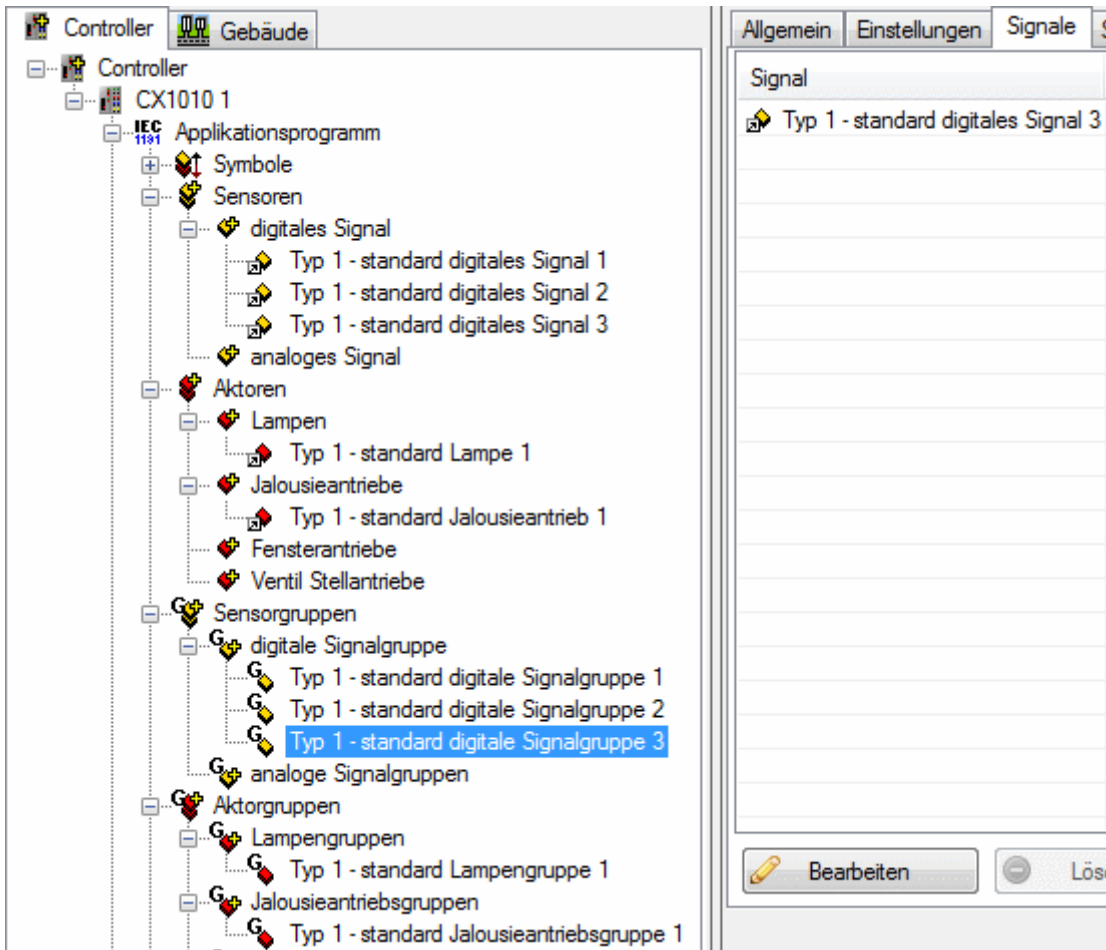 Controller Gebäude
Controller
CX1010 1
IEC 1131 Applikationsprogramm
Symbole
Sensoren
digitales Signal
Typ 1 - standard digitales Signal 1
Typ 1 - standard digitales Signal 2
Typ 1 - standard digitales Signal 3
analoges Signal
Aktoren
Lampen
Typ 1 - standard Lampe 1
Jalousieantriebe
Typ 1 - standard Jalousieantrieb 1
Fensterantriebe
Ventil Stellantriebe
G Sensorgruppen
G digitale Signalgruppe
G Typ 1 - standard digitale Signalgruppe 1
G Typ 1 - standard digitale Signalgruppe 2
G Typ 1 - standard digitale Signalgruppe 3
G analoge Signalgruppen
G Aktorgruppen
G Lampengruppen
G Typ 1 - standard Lampengruppe 1
G Jalousieantriebsgruppen
G Typ 1 - standard Jalousieantriebsgruppe 1
Allgemein Einstellungen Signale
Signal
Typ 1 - standard digitales Signal 3
Bearbeiten Lös